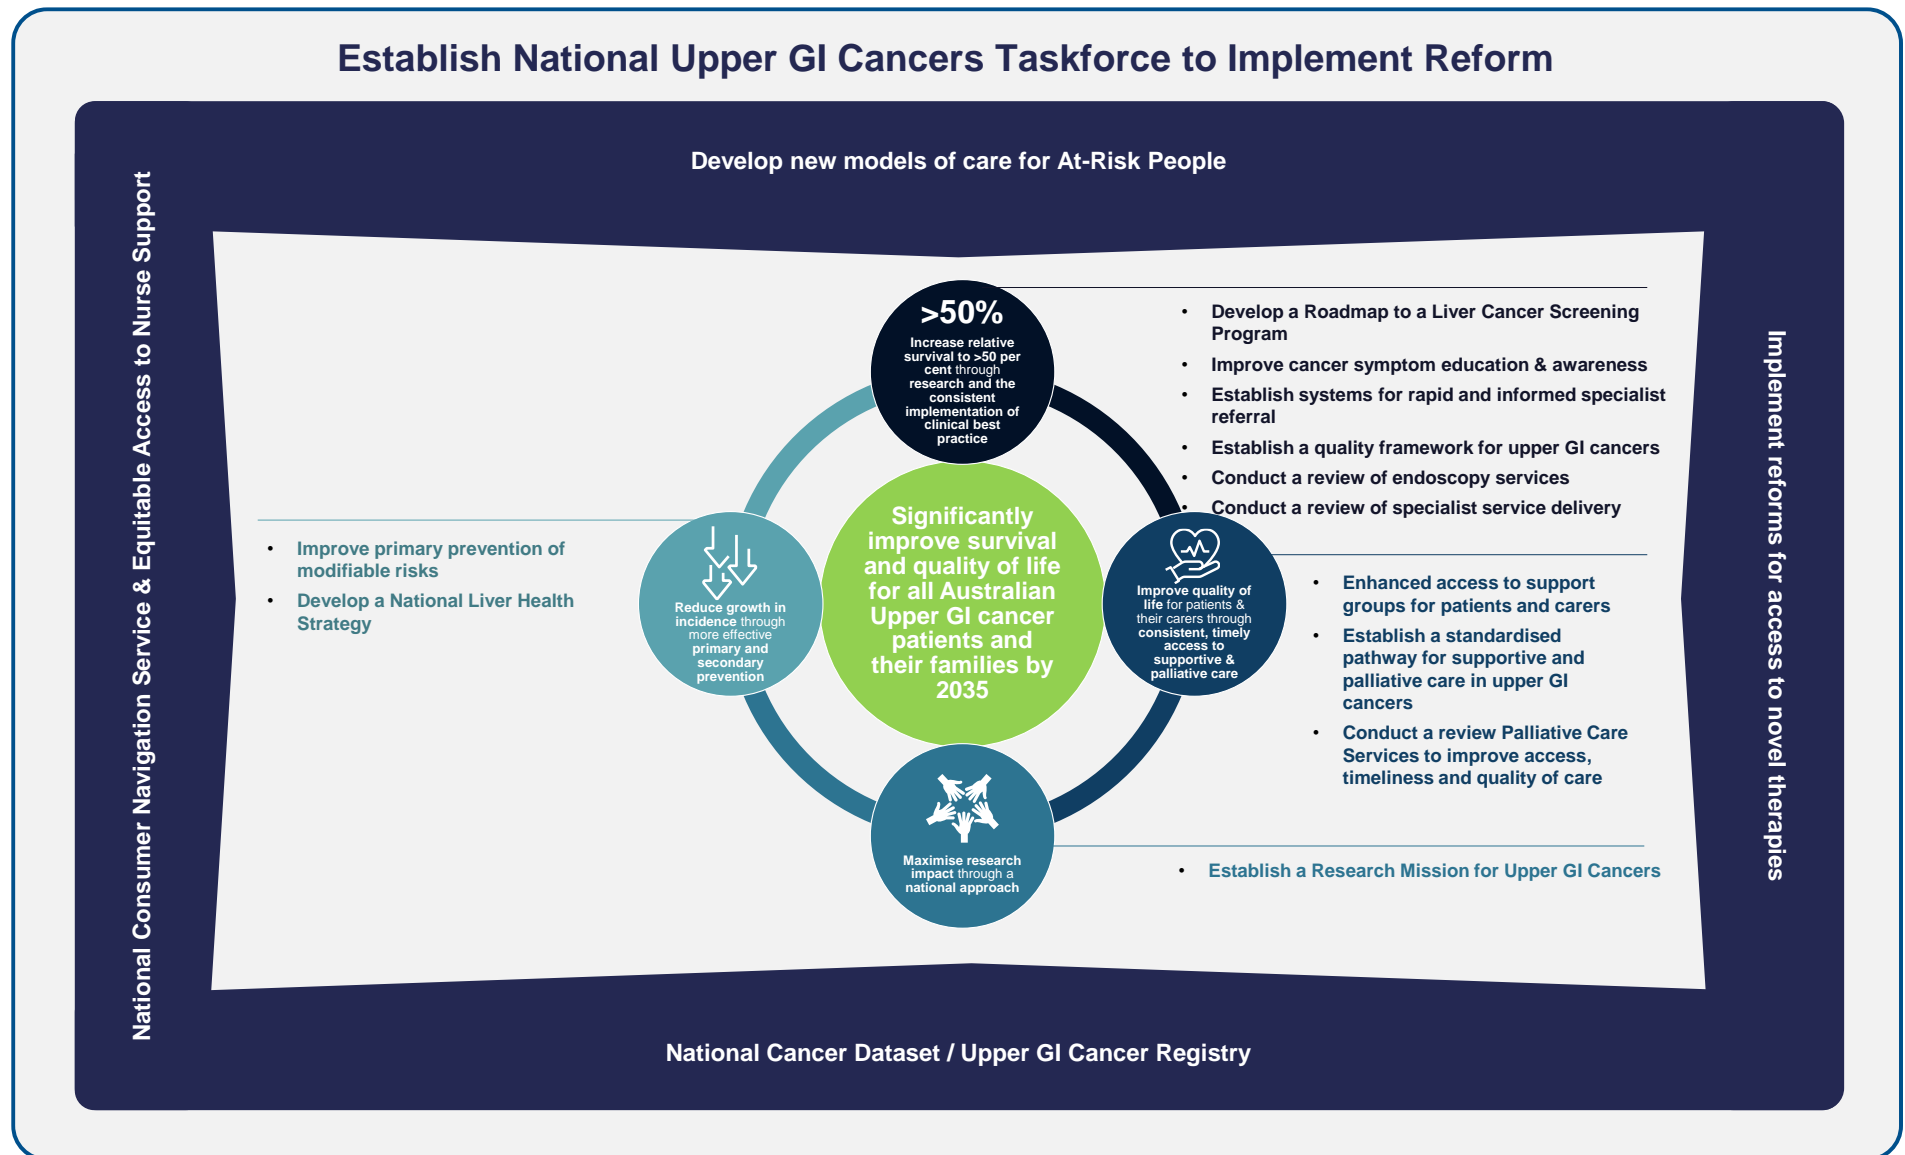 Establish National Upper GI Cancers Taskforce to Implement Reform
Develop new models of care for At-Risk People
National Consumer Navigation Service & Equitable Access to Nurse Support
>50%
Increase relative
survival to >50 per
cent through
research and the
consistent
implementation of
clinical best
practice
• Develop a Roadmap to a Liver Cancer Screening
Program
• Improve cancer symptom education & awareness
• Establish systems for rapid and informed specialist
referral
• Establish a quality framework for upper GI cancers
• Conduct a review of endoscopy services
• Conduct a review of specialist service delivery
• Improve primary prevention of
modifiable risks
• Develop a National Liver Health
Strategy
Reduce growth in
incidence through
more effective
primary and
secondary
prevention
Significantly
improve survival
and quality of life
for all Australian
Upper GI cancer
patients and
their families by
2035
Improve quality of
life for patients &
their carers through
consistent, timely
access to
supportive &
palliative care
• Enhanced access to support
groups for patients and carers
• Establish a standardised
pathway for supportive and
palliative care in upper GI
cancers
• Conduct a review Palliative Care
Services to improve access,
timeliness and quality of care
Maximise research
impact through a
national approach
• Establish a Research Mission for Upper GI Cancers
Implement reforms for access to novel therapies
National Cancer Dataset / Upper GI Cancer Registry